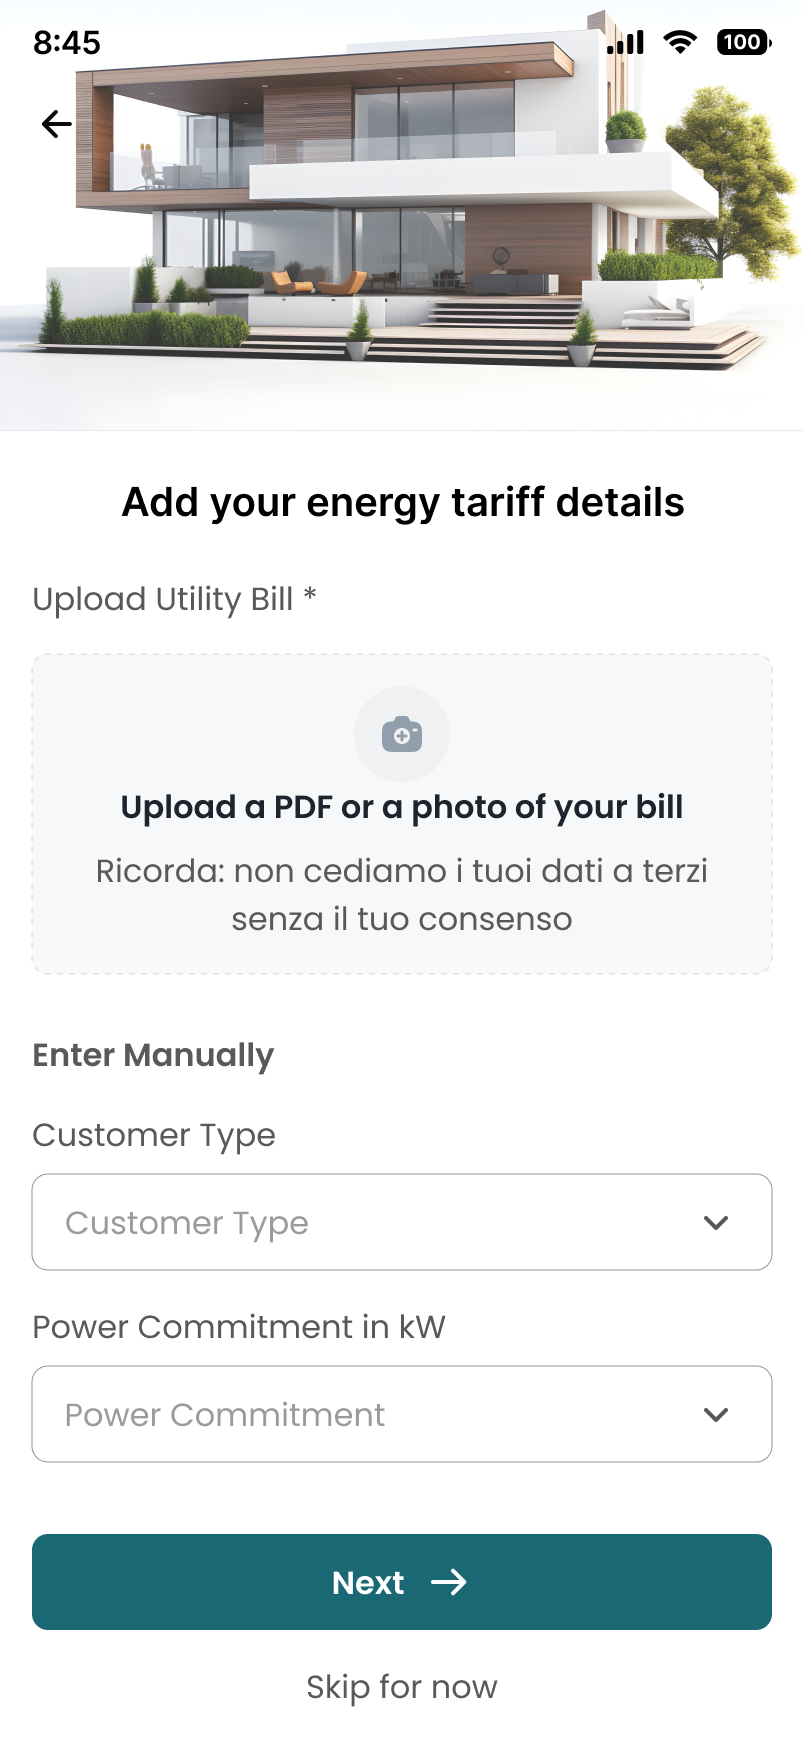 8:45
100
Add your energy tariff details
Upload Utility Bill *
Upload a PDF or a photo of your bill
Ricorda: non cediamo i tuoi dati a terzi
senza il tuo consenso
Enter Manually
Customer Type
Customer Type
Power Commitment in kW
Power Commitment
Next
Skip for now